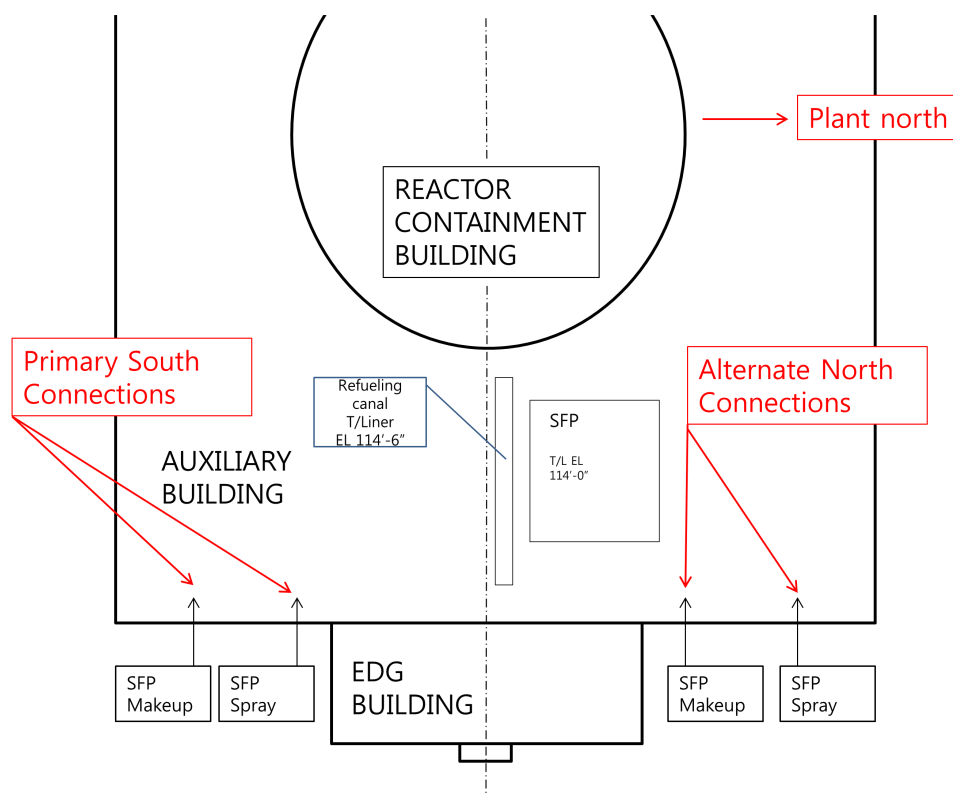 Plant north
REACTOR
CONTAINMENT
BUILDING
Primary South
Connections
Alternate North
Connections
Refueling
canal
T/Liner
EL 114’-6”
SFP
T/L EL
114’-0”
AUXILIARY
BUILDING
SFP
Makeup
SFP
Spray
EDG
BUILDING
SFP
Makeup
SFP
Spray